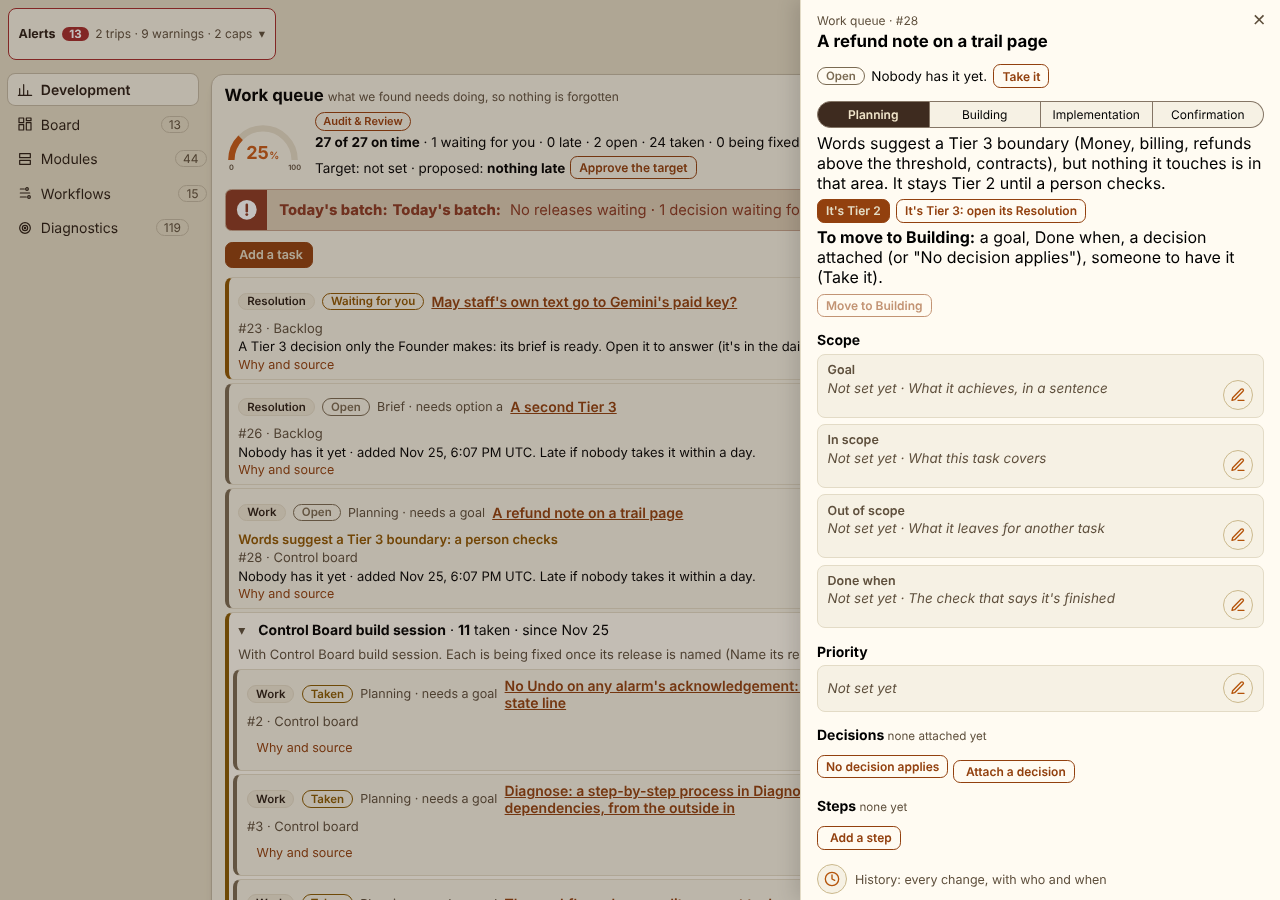 Alerts 13 2 trips · 9 warnings · 2 caps ▾
Development
Board 13
Modules 44
Workflows 15
Diagnostics 119
Work queue what we found needs doing, so nothing is forgotten
25%
0 100
Audit & Review
27 of 27 on time · 1 waiting for you · 0 late · 2 open · 24 taken · 0 being fixed
Target: not set · proposed: nothing late Approve the target
Today's batch: Today's batch: No releases waiting · 1 decision waiting fo
Add a task
Resolution Waiting for you May staff's own text go to Gemini's paid key?
#23 · Backlog
A Tier 3 decision only the Founder makes: its brief is ready. Open it to answer (it's in the dai
Why and source
Resolution Open Brief · needs option a A second Tier 3
#26 · Backlog
Nobody has it yet · added Nov 25, 6:07 PM UTC. Late if nobody takes it within a day.
Why and source
Work Open Planning · needs a goal A refund note on a trail page
Words suggest a Tier 3 boundary: a person checks
#28 · Control board
Nobody has it yet · added Nov 25, 6:07 PM UTC. Late if nobody takes it within a day.
Why and source
▾ Control Board build session · 11 taken · since Nov 25
With Control Board build session. Each is being fixed once its release is named (Name its re
Work Taken Planning · needs a goal No Undo on any alarm's acknowledgement:
state line
#2 · Control board
Why and source
Work Taken Planning · needs a goal Diagnose: a step-by-step process in Diagno
dependencies, from the outside in
#3 · Control board
Why and source
Work queue · #28
A refund note on a trail page
Open Nobody has it yet. Take it
Planning Building Implementation Confirmation
Words suggest a Tier 3 boundary (Money, billing, refunds
above the threshold, contracts), but nothing it touches is in
that area. It stays Tier 2 until a person checks.
It's Tier 2 It's Tier 3: open its Resolution
To move to Building: a goal, Done when, a decision
attached (or "No decision applies"), someone to have it
(Take it).
Move to Building
Scope
Goal
Not set yet · What it achieves, in a sentence
In scope
Not set yet · What this task covers
Out of scope
Not set yet · What it leaves for another task
Done when
Not set yet · The check that says it's finished
Priority
Not set yet
Decisions none attached yet
No decision applies Attach a decision
Steps none yet
Add a step
History: every change, with who and when